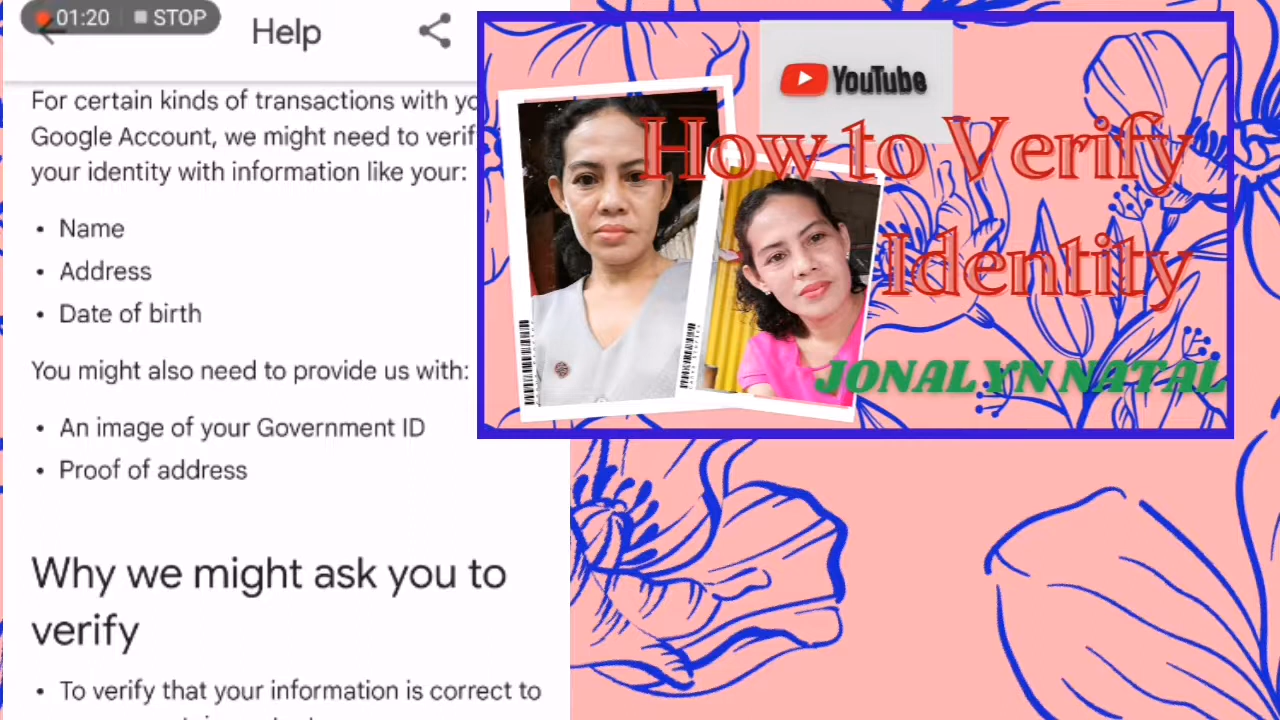 01:20 STOP
Help
For certain kinds of transactions with yo
Google Account, we might need to verif
your identity with information like your:
• Name
• Address
• Date of birth
You might also need to provide us with:
• An image of your Government ID
• Proof of address
Why we might ask you to
verify
• To verify that your information is correct to
YouTube
How to Verify
Identity
JONALYN NATAL